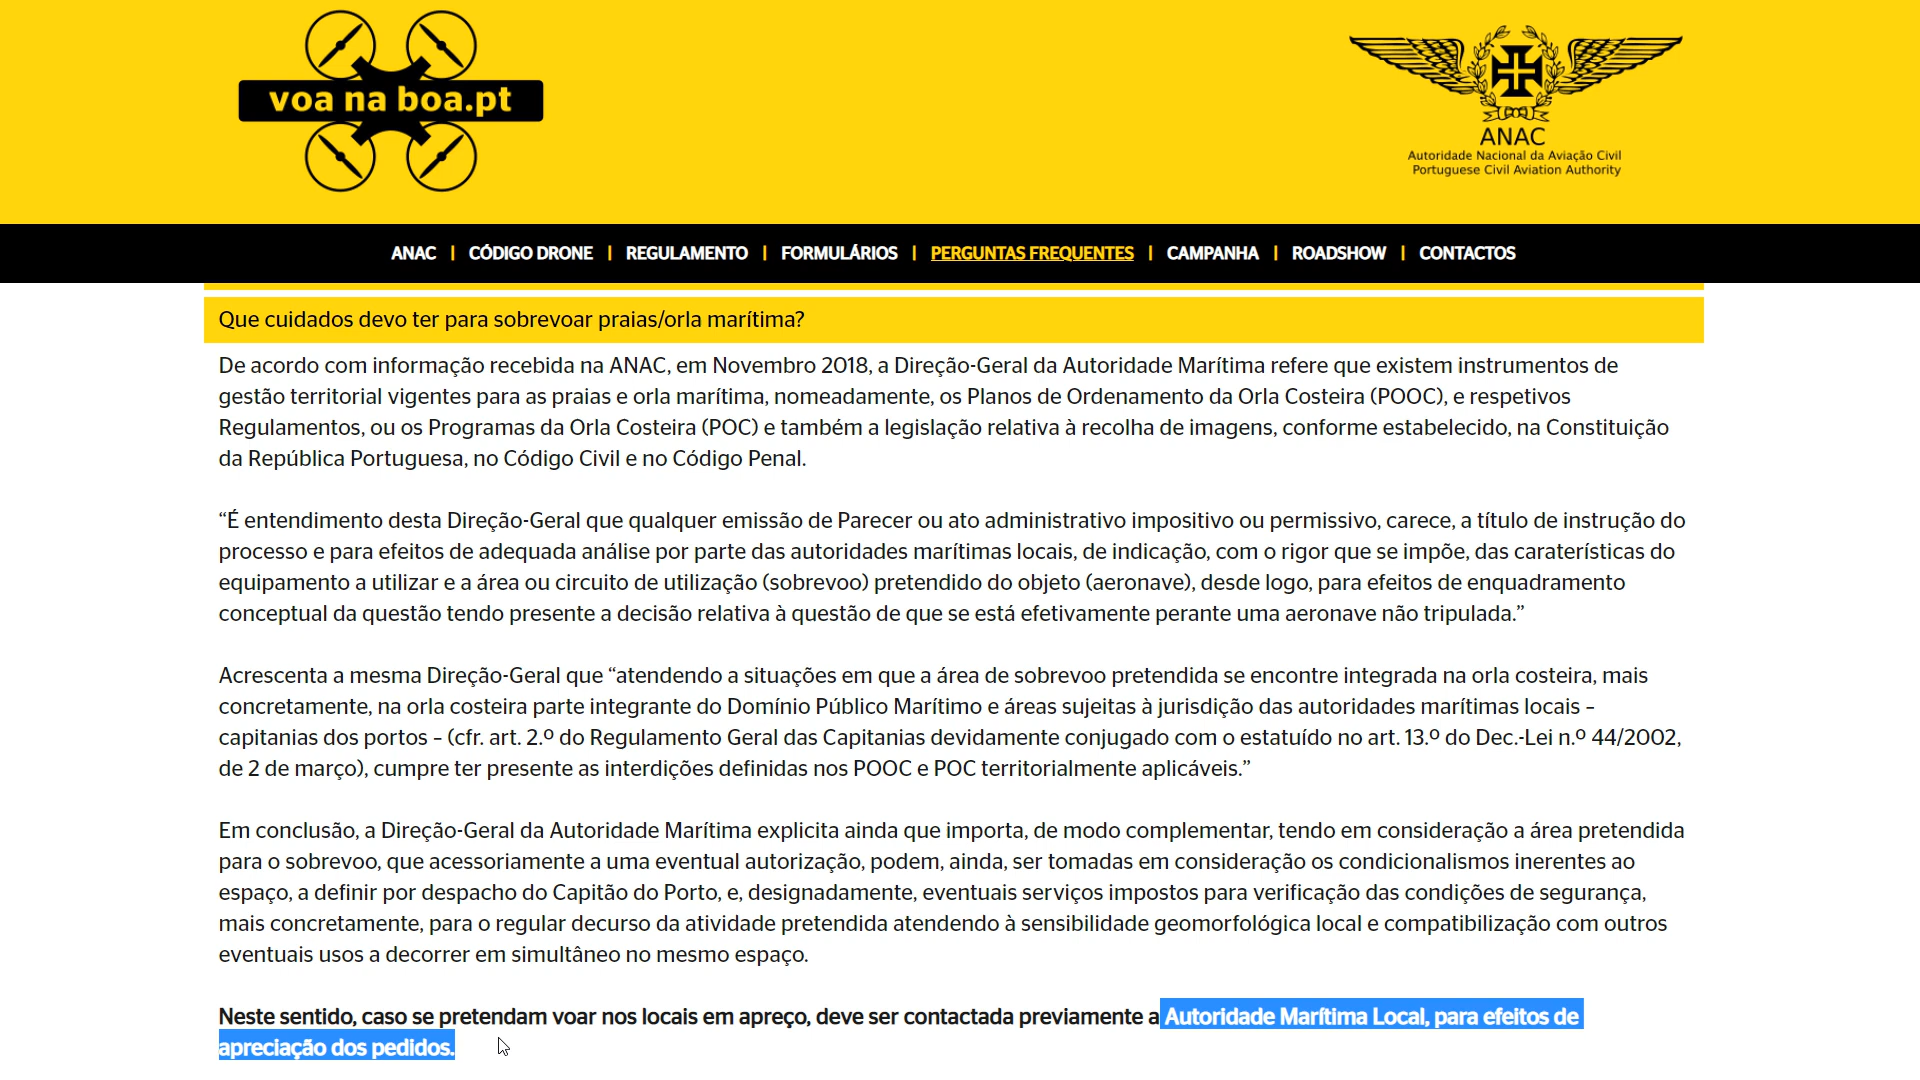 voa na boa.pt
ANAC
Autoridade Nacional da Aviação Civil
Portuguese Civil Aviation Authority
ANAC | CÓDIGO DRONE | REGULAMENTO | FORMULÁRIOS | PERGUNTAS FREQUENTES | CAMPANHA | ROADSHOW | CONTACTOS
Que cuidados devo ter para sobrevoar praias/orla marítima?
De acordo com informação recebida na ANAC, em Novembro 2018, a Direção-Geral da Autoridade Marítima refere que existem instrumentos de
gestão territorial vigentes para as praias e orla marítima, nomeadamente, os Planos de Ordenamento da Orla Costeira (POOC), e respetivos
Regulamentos, ou os Programas da Orla Costeira (POC) e também a legislação relativa à recolha de imagens, conforme estabelecido, na Constituição
da República Portuguesa, no Código Civil e no Código Penal.
“É entendimento desta Direção-Geral que qualquer emissão de Parecer ou ato administrativo impositivo ou permissivo, carece, a título de instrução do
processo e para efeitos de adequada análise por parte das autoridades marítimas locais, de indicação, com o rigor que se impõe, das caraterísticas do
equipamento a utilizar e a área ou circuito de utilização (sobrevoo) pretendido do objeto (aeronave), desde logo, para efeitos de enquadramento
conceptual da questão tendo presente a decisão relativa à questão de que se está efetivamente perante uma aeronave não tripulada.”
Acrescenta a mesma Direção-Geral que “atendendo a situações em que a área de sobrevoo pretendida se encontre integrada na orla costeira, mais
concretamente, na orla costeira parte integrante do Domínio Público Marítimo e áreas sujeitas à jurisdição das autoridades marítimas locais –
capitanias dos portos – (cfr. art. 2.º do Regulamento Geral das Capitanias devidamente conjugado com o estatuído no art. 13.º do Dec.-Lei n.º 44/2002,
de 2 de março), cumpre ter presente as interdições definidas nos POOC e POC territorialmente aplicáveis.”
Em conclusão, a Direção-Geral da Autoridade Marítima explicita ainda que importa, de modo complementar, tendo em consideração a área pretendida
para o sobrevoo, que acessoriamente a uma eventual autorização, podem, ainda, ser tomadas em consideração os condicionalismos inerentes ao
espaço, a definir por despacho do Capitão do Porto, e, designadamente, eventuais serviços impostos para verificação das condições de segurança,
mais concretamente, para o regular decurso da atividade pretendida atendendo à sensibilidade geomorfológica local e compatibilização com outros
eventuais usos a decorrer em simultâneo no mesmo espaço.
Neste sentido, caso se pretendam voar nos locais em apreço, deve ser contactada previamente a Autoridade Marítima Local, para efeitos de
apreciação dos pedidos.